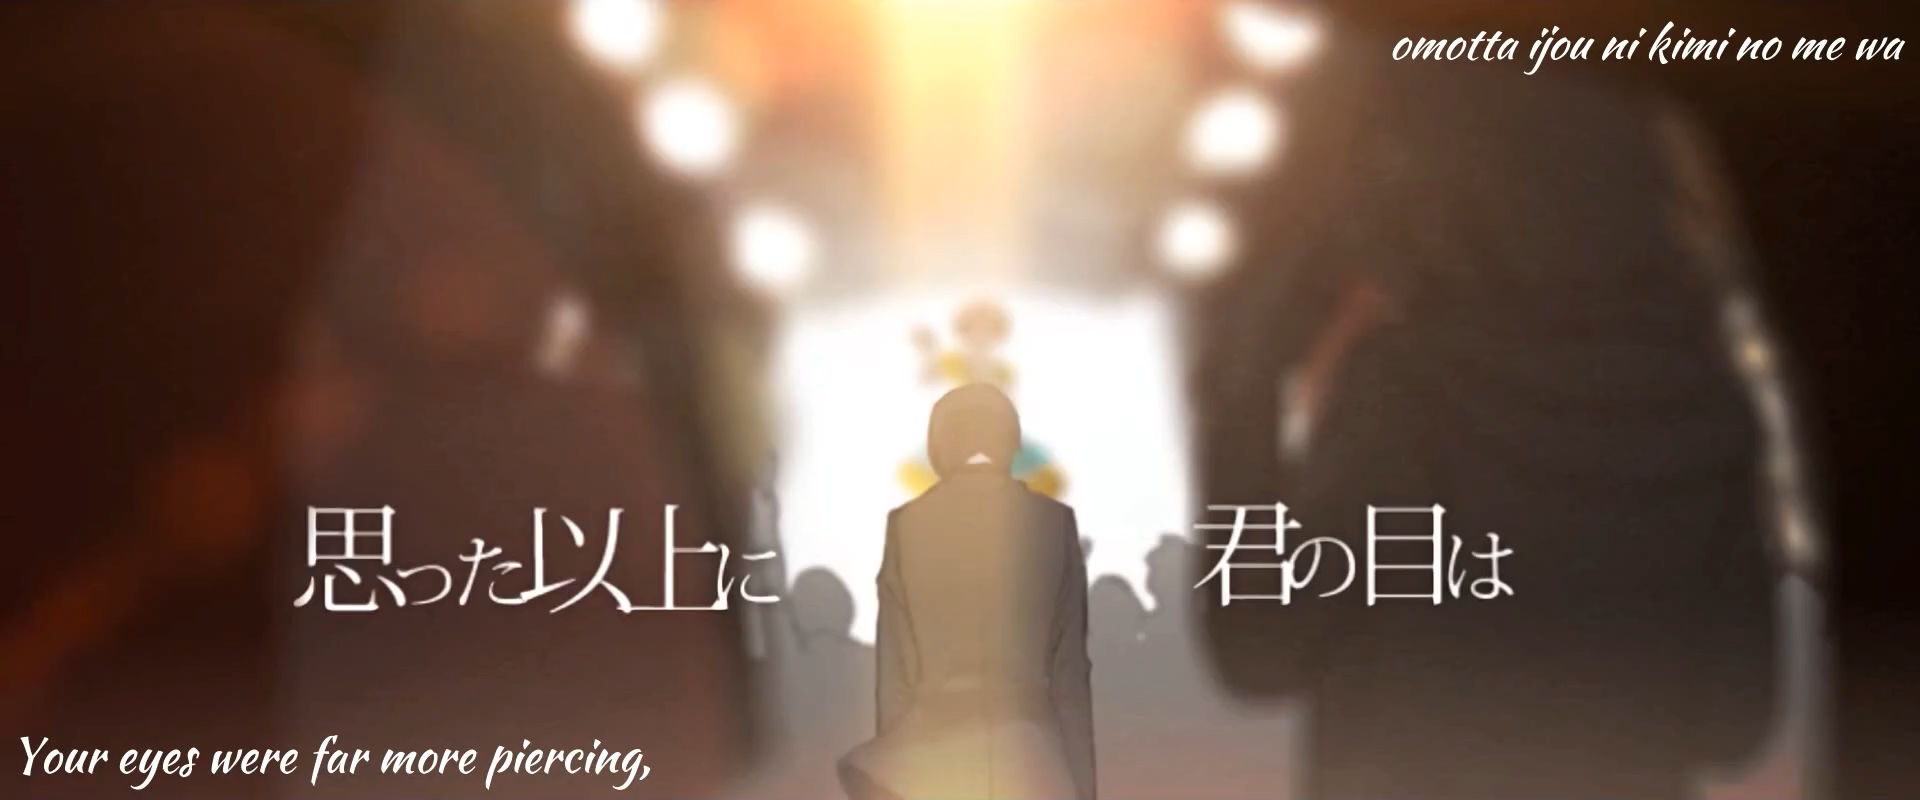 omotta ijou ni kimi no me wa
思った以上に 君の目は
Your eyes were far more piercing,